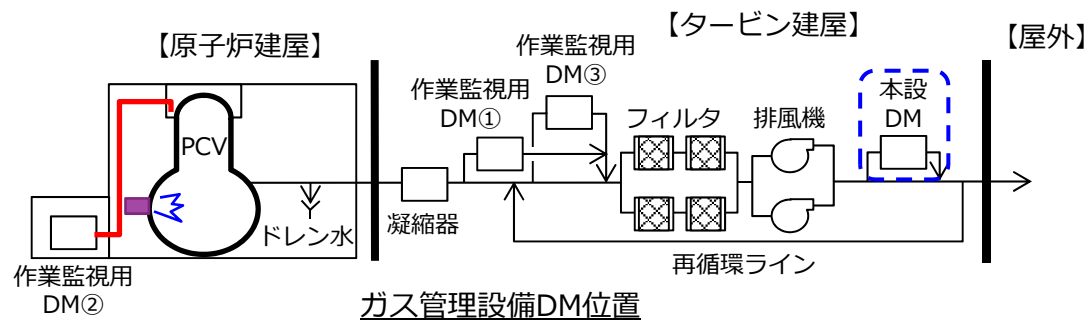 【原子炉建屋】
【タービン建屋】
【屋外】
作業監視用
DM③
作業監視用
DM①
フィルタ
排風機
本設
DM
PCV
凝縮器
ドレン水
再循環ライン
作業監視用
DM②
ガス管理設備DM位置